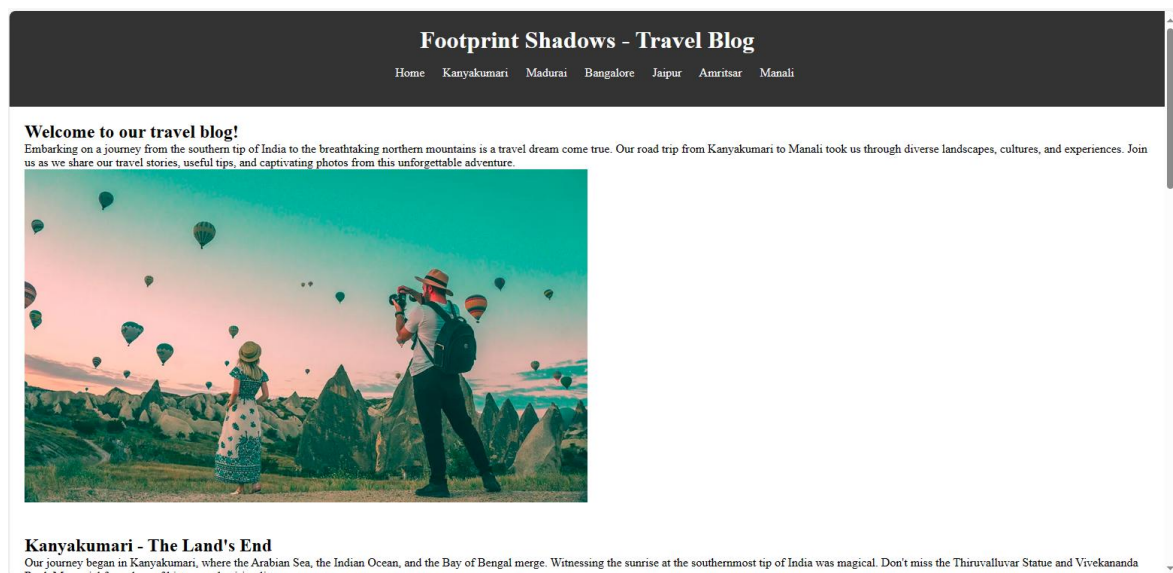 Footprint Shadows - Travel Blog
Home Kanyakumari Madurai Bangalore Jaipur Amritsar Manali
Welcome to our travel blog!
Embarking on a journey from the southern tip of India to the breathtaking northern mountains is a travel dream come true. Our road trip from Kanyakumari to Manali took us through diverse landscapes, cultures, and experiences. Join
us as we share our travel stories, useful tips, and captivating photos from this unforgettable adventure.
Kanyakumari - The Land's End
Our journey began in Kanyakumari, where the Arabian Sea, the Indian Ocean, and the Bay of Bengal merge. Witnessing the sunrise at the southernmost tip of India was magical. Don't miss the Thiruvalluvar Statue and Vivekananda